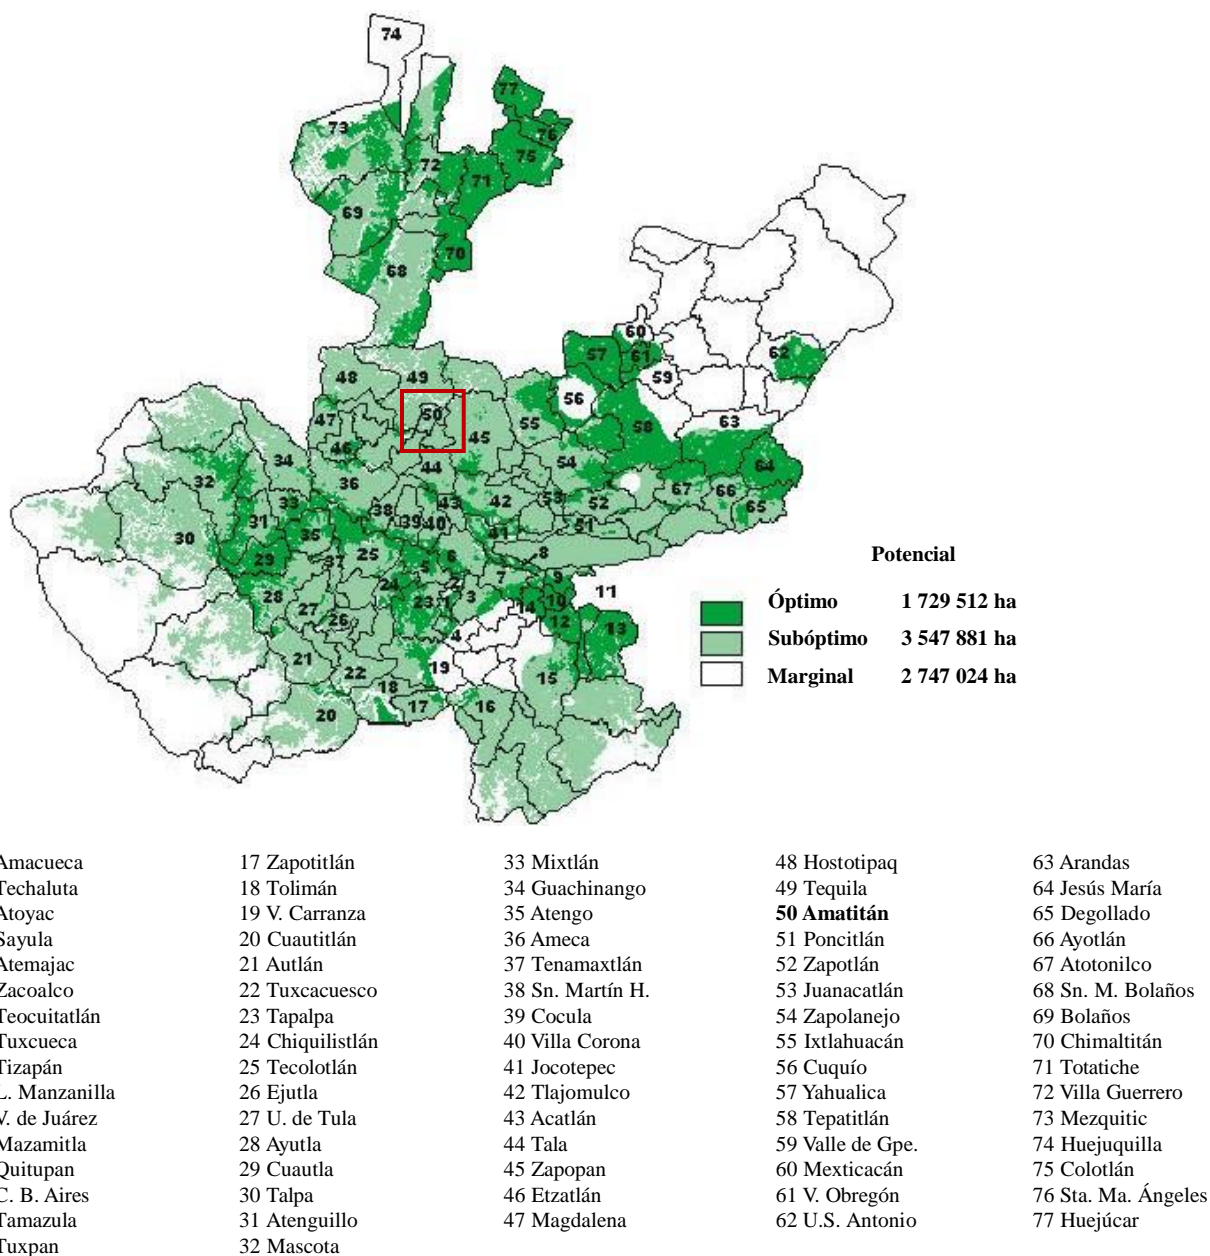 74
77
73
76
75
72
71
69
70
68
60
57
61
62
59
48
49
56
50
47
55
58
63
45
46
54
34
44
64
32
36
67
66
33
43
42
53
52
65
38
31
39
40
51
30
35
41
25
6
8
29
37
5
7
9
24
2
11
28
23
1
3
10
27
14
26
12
13
4
21
19
22
15
18
20
17
16
Potencial
Óptimo 1 729 512 ha
Subóptimo 3 547 881 ha
Marginal 2 747 024 ha
Amacueca
Techaluta
Atoyac
Sayula
Atemajac
Zacoalco
Teocuitatlán
Tuxcueca
Tizapán
L. Manzanilla
V. de Juárez
Mazamitla
Quitupan
C. B. Aires
Tamazula
Tuxpan
17 Zapotitlán
18 Tolimán
19 V. Carranza
20 Cuautitlán
21 Autlán
22 Tuxcacuesco
23 Tapalpa
24 Chiquilistlán
25 Tecolotlán
26 Ejutla
27 U. de Tula
28 Ayutla
29 Cuautla
30 Talpa
31 Atenguillo
32 Mascota
33 Mixtlán
34 Guachinango
35 Atengo
36 Ameca
37 Tenamaxtlán
38 Sn. Martín H.
39 Cocula
40 Villa Corona
41 Jocotepec
42 Tlajomulco
43 Acatlán
44 Tala
45 Zapopan
46 Etzatlán
47 Magdalena
48 Hostotipaq
49 Tequila
50 Amatitán
51 Poncitlán
52 Zapotlán
53 Juanacatlán
54 Zapolanejo
55 Ixtlahuacán
56 Cuquío
57 Yahualica
58 Tepatitlán
59 Valle de Gpe.
60 Mexticacán
61 V. Obregón
62 U.S. Antonio
63 Arandas
64 Jesús María
65 Degollado
66 Ayotlán
67 Atotonilco
68 Sn. M. Bolaños
69 Bolaños
70 Chimaltitán
71 Totatiche
72 Villa Guerrero
73 Mezquitic
74 Huejuquilla
75 Colotlán
76 Sta. Ma. Ángeles
77 Huejúcar